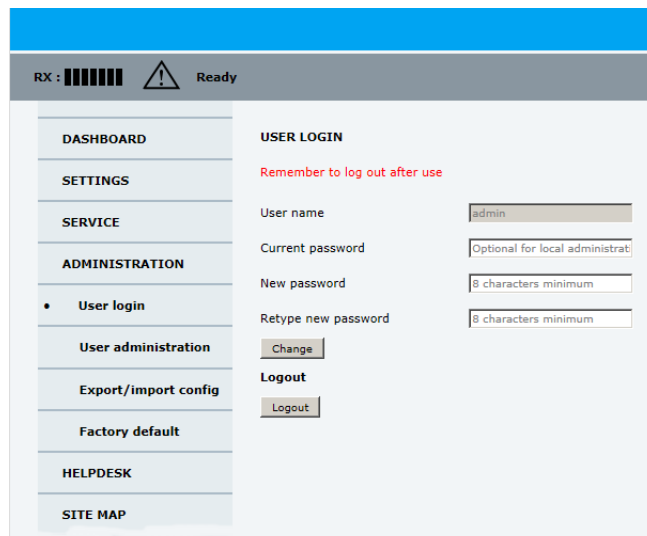 RX : Ready
DASHBOARD
SETTINGS
SERVICE
ADMINISTRATION
• User login
User administration
Export/import config
Factory default
HELPDESK
SITE MAP
USER LOGIN
Remember to log out after use
User name admin
Current password Optional for local administrat
New password 8 characters minimum
Retype new password 8 characters minimum
Change
Logout
Logout